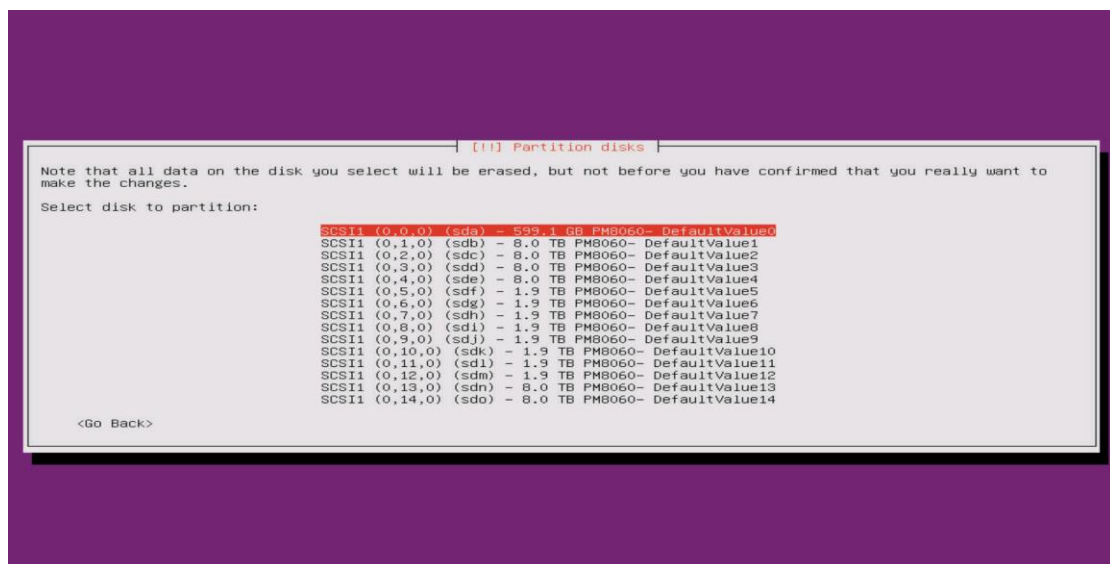 [!!] Partition disks
Note that all data on the disk you select will be erased, but not before you have confirmed that you really want to
make the changes.
Select disk to partition:
SCSI1 (0,0,0) (sda) - 599.1 GB PM8060- DefaultValue0
SCSI1 (0,1,0) (sdb) - 8.0 TB PM8060- DefaultValue1
SCSI1 (0,2,0) (sdc) - 8.0 TB PM8060- DefaultValue2
SCSI1 (0,3,0) (sdd) - 8.0 TB PM8060- DefaultValue3
SCSI1 (0,4,0) (sde) - 8.0 TB PM8060- DefaultValue4
SCSI1 (0,5,0) (sdf) - 1.9 TB PM8060- DefaultValue5
SCSI1 (0,6,0) (sdg) - 1.9 TB PM8060- DefaultValue6
SCSI1 (0,7,0) (sdh) - 1.9 TB PM8060- DefaultValue7
SCSI1 (0,8,0) (sdi) - 1.9 TB PM8060- DefaultValue8
SCSI1 (0,9,0) (sdj) - 1.9 TB PM8060- DefaultValue9
SCSI1 (0,10,0) (sdk) - 1.9 TB PM8060- DefaultValue10
SCSI1 (0,11,0) (sdl) - 1.9 TB PM8060- DefaultValue11
SCSI1 (0,12,0) (sdm) - 1.9 TB PM8060- DefaultValue12
SCSI1 (0,13,0) (sdn) - 8.0 TB PM8060- DefaultValue13
SCSI1 (0,14,0) (sdo) - 8.0 TB PM8060- DefaultValue14
<Go Back>